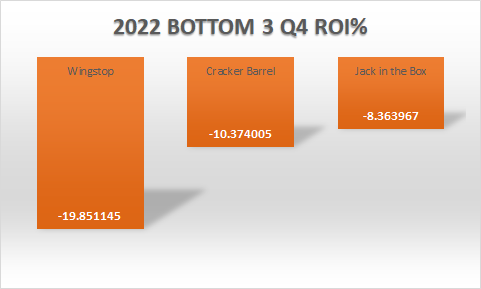 2022 BOTTOM 3 Q4 ROI%
Wingstop
Cracker Barrel
Jack in the Box
-8.363967
-10.374005
-19.851145